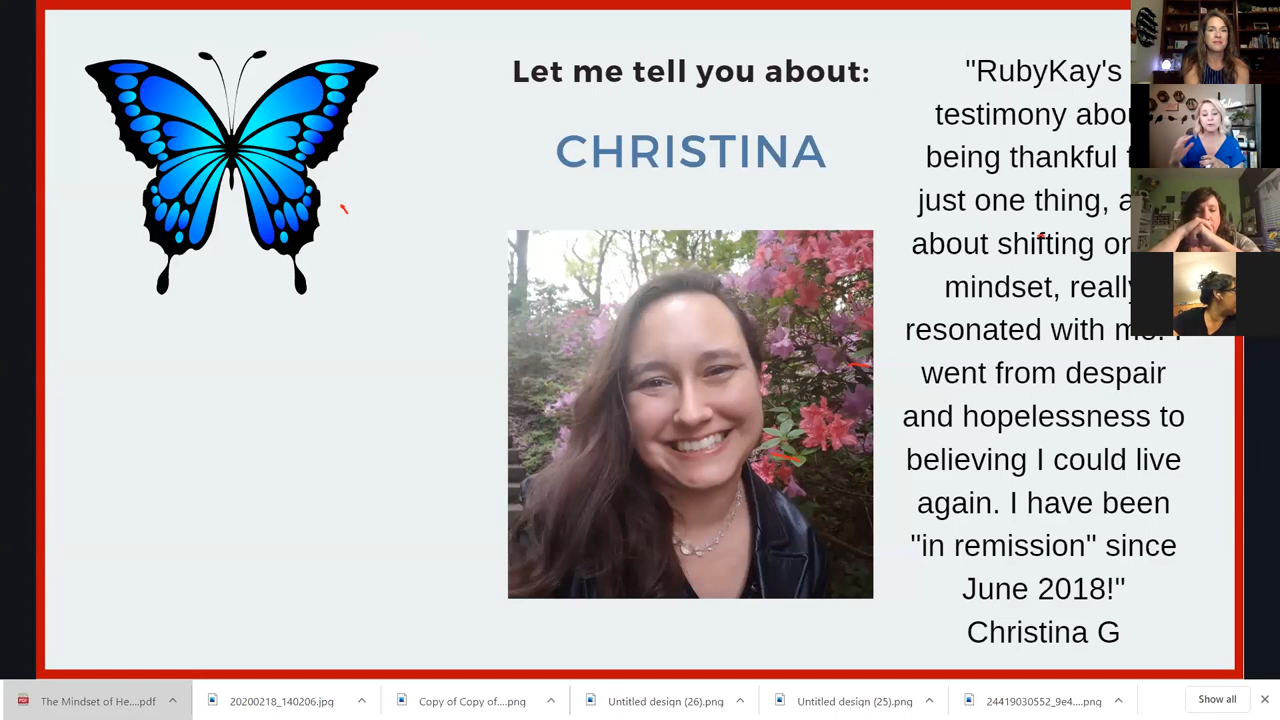 Let me tell you about:
CHRISTINA
"RubyKay's
testimony
being thankful
just one thing,
about shifting
mindset, really
resonated with
went from despair
and hopelessness to
believing I could live
again. I have been
"in remission" since
June 2018!"
Christina G
The Mindset of He....pdf
20200218_140206.jpg
Copy of Copy of....png
Untitled design (26).png
Untitled design (25).png
24419030552_9e4....png
Show all